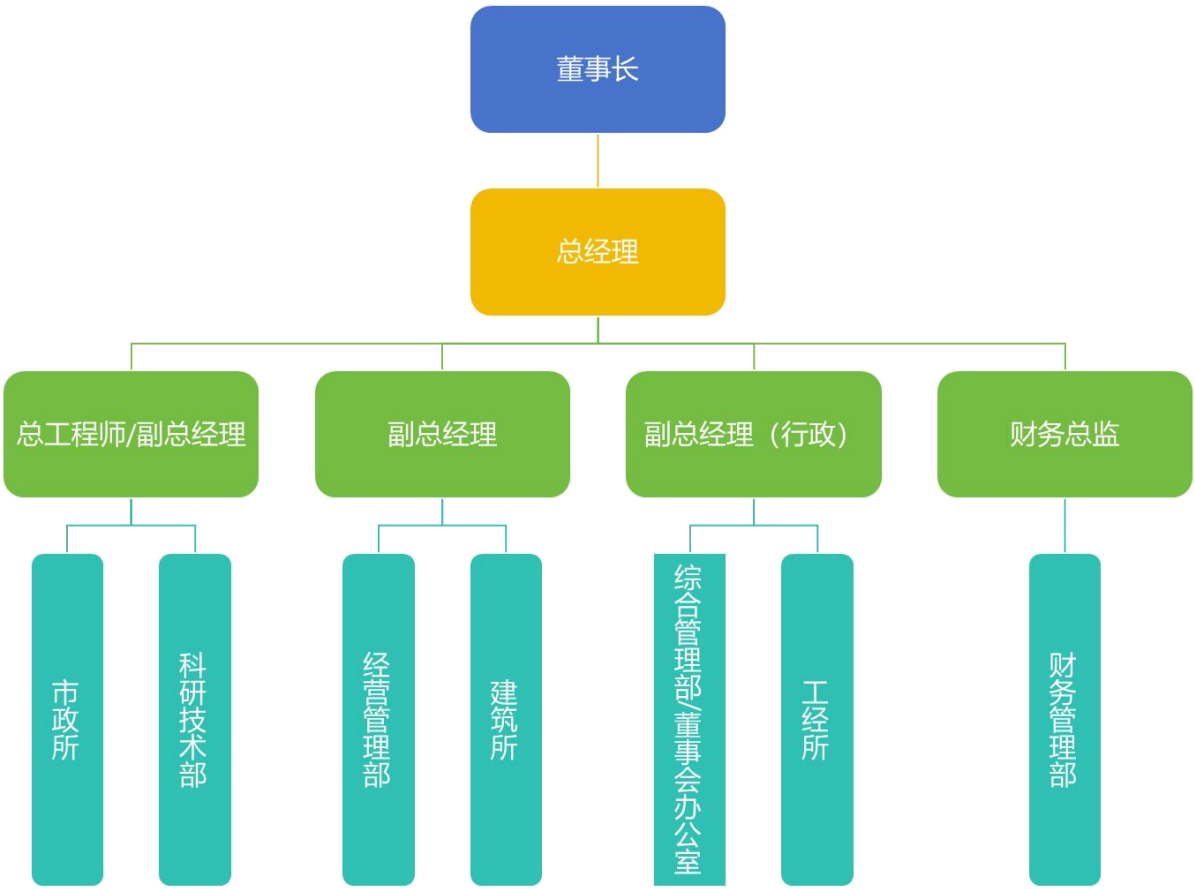 董事长
总经理
总工程师/副总经理
副总经理
副总经理（行政）
财务总监
市政所
科研技术部
经营管理部
建筑所
综合管理部/董事会办公室
工经所
财务管理部